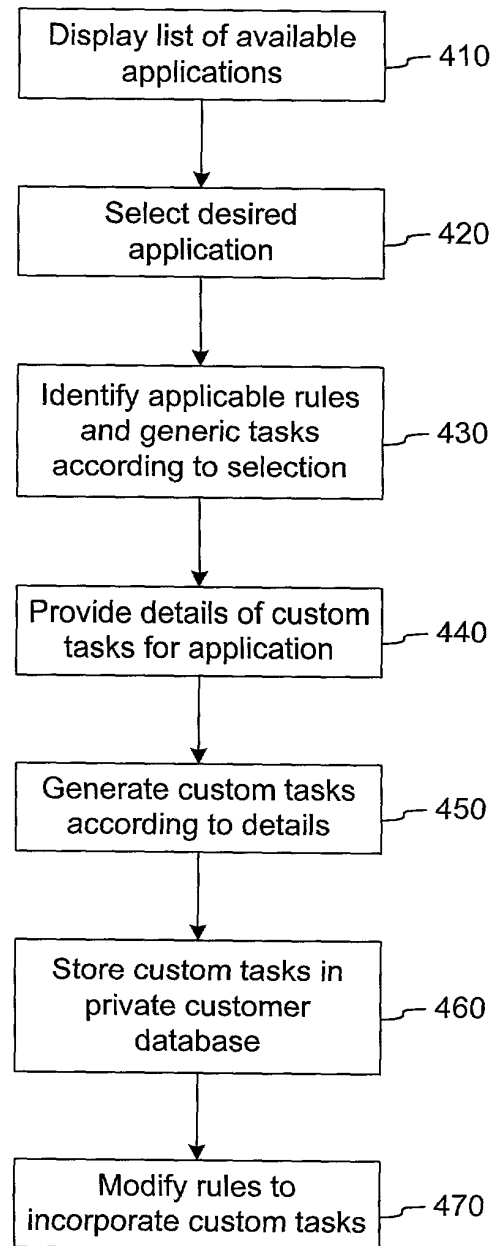 Display list of available
applications
410
Select desired
application
420
Identify applicable rules
and generic tasks
according to selection
430
Provide details of custom
tasks for application
440
Generate custom tasks
according to details
450
Store custom tasks in
private customer
database
460
Modify rules to
incorporate custom tasks
470